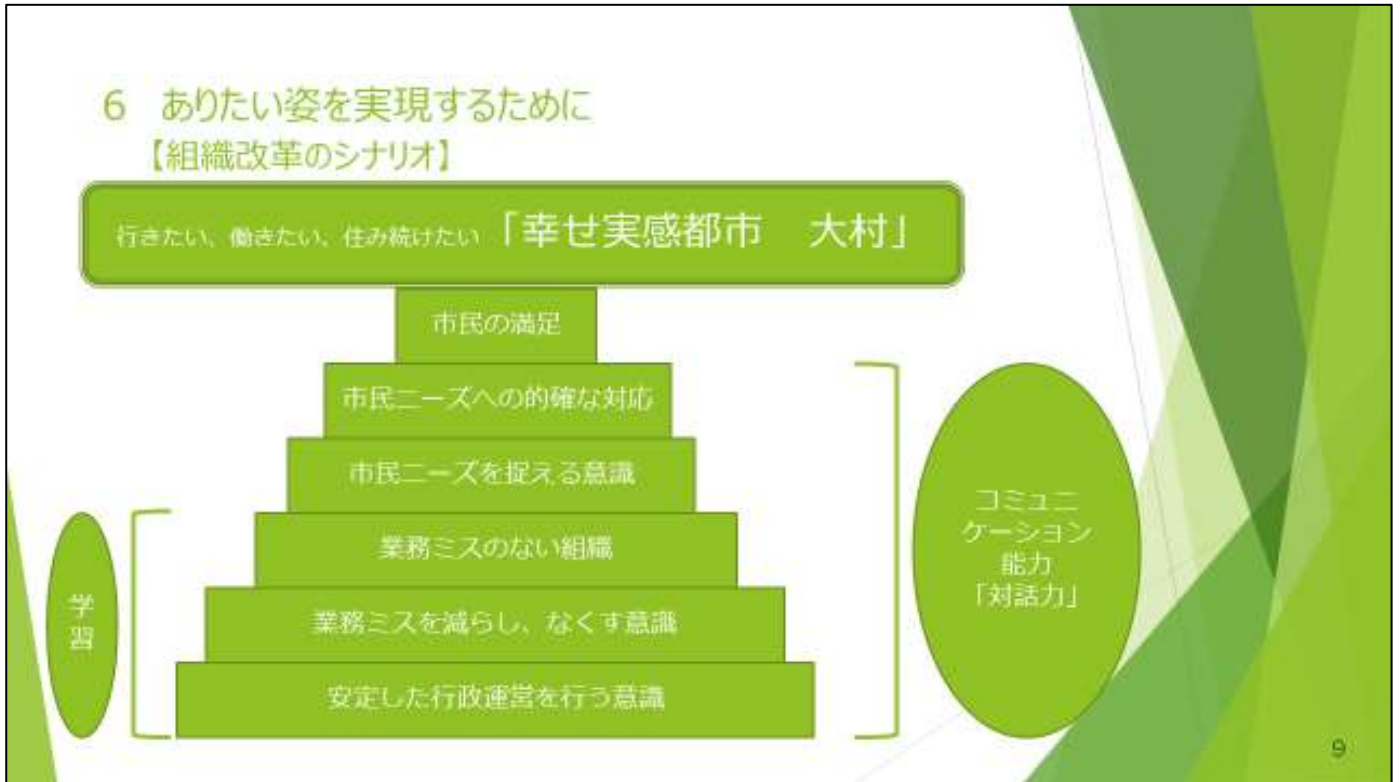 6 ありたい姿を実現するために
【組織改革のシナリオ】
行きたい、働きたい、住み続けたい「幸せ実感都市　大村」
市民の満足
市民ニーズへの的確な対応
市民ニーズを捉える意識
業務ミスのない組織
業務ミスを減らし、なくす意識
安定した行政運営を行う意識
学
習
コミュニ
ケーション
能力
「対話力」
9